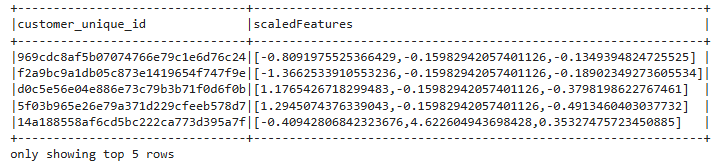 +--------------------------------+----------------------------------------------------------------+
|customer_unique_id              |scaledFeatures                                                  |
+--------------------------------+----------------------------------------------------------------+
|969cdc8af5b07074766e79c1e6d76c24|[-0.8091975525366429,-0.15982942057401126,-0.1349394824725525]  |
|f2a9bc9a1db05c873e1419654f747f9e|[-1.3662533910553236,-0.15982942057401126,-0.18902349273605534]|
|d0c5e56e04e886e73c79b3b71f0d6f0b|[1.1765426718299483,-0.15982942057401126,-0.3798198622767461]   |
|5f03b965e26e79a371d229cfeeb578d7|[1.2945074376339043,-0.15982942057401126,-0.4913460403037732]   |
|14a188558af6cd5bc222ca773d395a7f|[-0.40942806842323676,4.622604943698428,0.35327475723450885]    |
+--------------------------------+----------------------------------------------------------------+
only showing top 5 rows